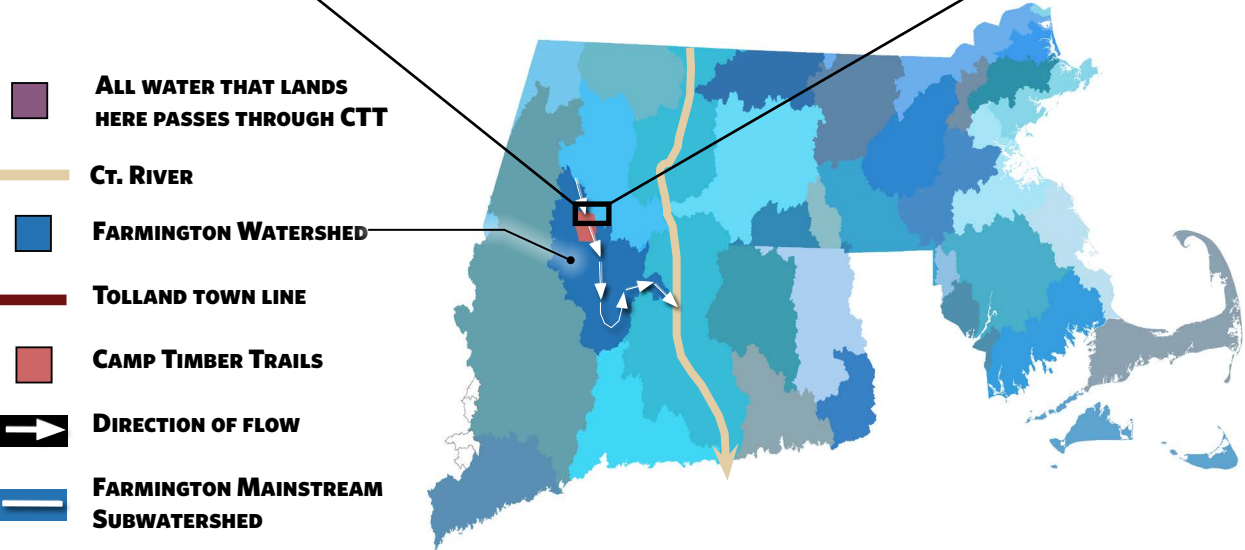 All water that lands
here passes through CTT
Ct. River
Farmington Watershed
Tolland town line
Camp Timber Trails
Direction of flow
Farmington Mainstream
Subwatershed